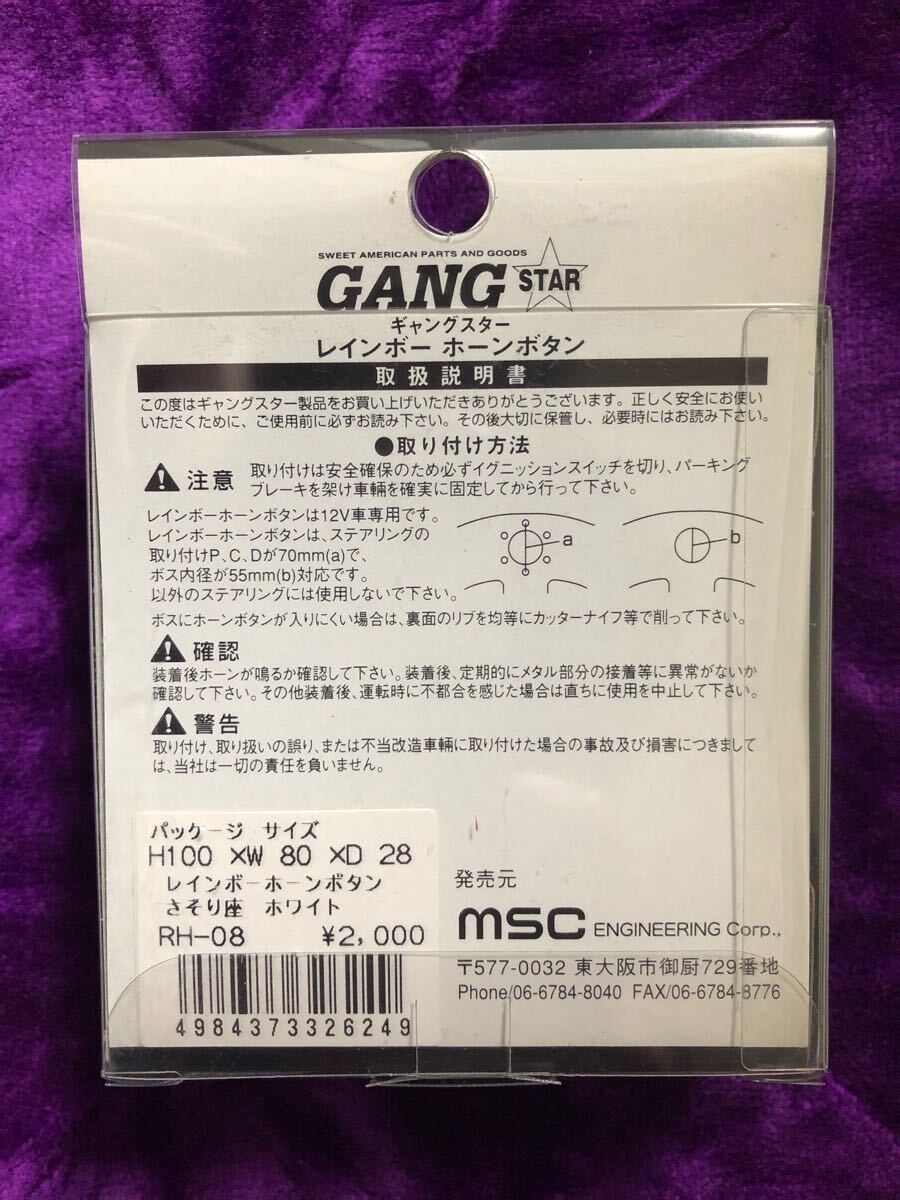 SWEET AMERICAN PARTS AND GOODS
GANG STAR
ギャングスター
レインボー ホーンボタン
取扱説明書
この度はギャングスター製品をお買い上げいただきありがとうございます。正しく安全にお使い
いただくために、ご使用前に必ずお読み下さい。その後大切に保管し、必要時にはお読み下さい。
●取り付け方法
注意 取り付けは安全確保のため必ずイグニッションスイッチを切り、パーキング
ブレーキを架け車輌を確実に固定してから行って下さい。
レインボーホーンボタンは12V車専用です。
レインボーホーンボタンは、ステアリングの
取り付けP、C、Dが70mm(a)で、
ボス内径が55mm(b)対応です。
以外のステアリングには使用しないで下さい。
a
b
ボスにホーンボタンが入りにくい場合は、裏面のリブを均等にカッターナイフ等で削って下さい。
確認
装着後ホーンが鳴るか確認して下さい。装着後、定期的にメタル部分の接着等に異常がないか
確認して下さい。その他装着後、運転時に不都合を感じた場合は直ちに使用を中止して下さい。
警告
取り付け、取り扱いの誤り、または不当改造車輌に取り付けた場合の事故及び損害につきまして
は、当社は一切の責任を負いません。
パッケージ サイズ
H100 ×W 80 ×D 28
レインボーホーンボタン
さそり座 ホワイト
RH-08 ¥2,000
4984373326249
発売元
msc ENGINEERING Corp.,
〒577-0032 東大阪市御厨729番地
Phone/06-6784-8040 FAX/06-6784-8776